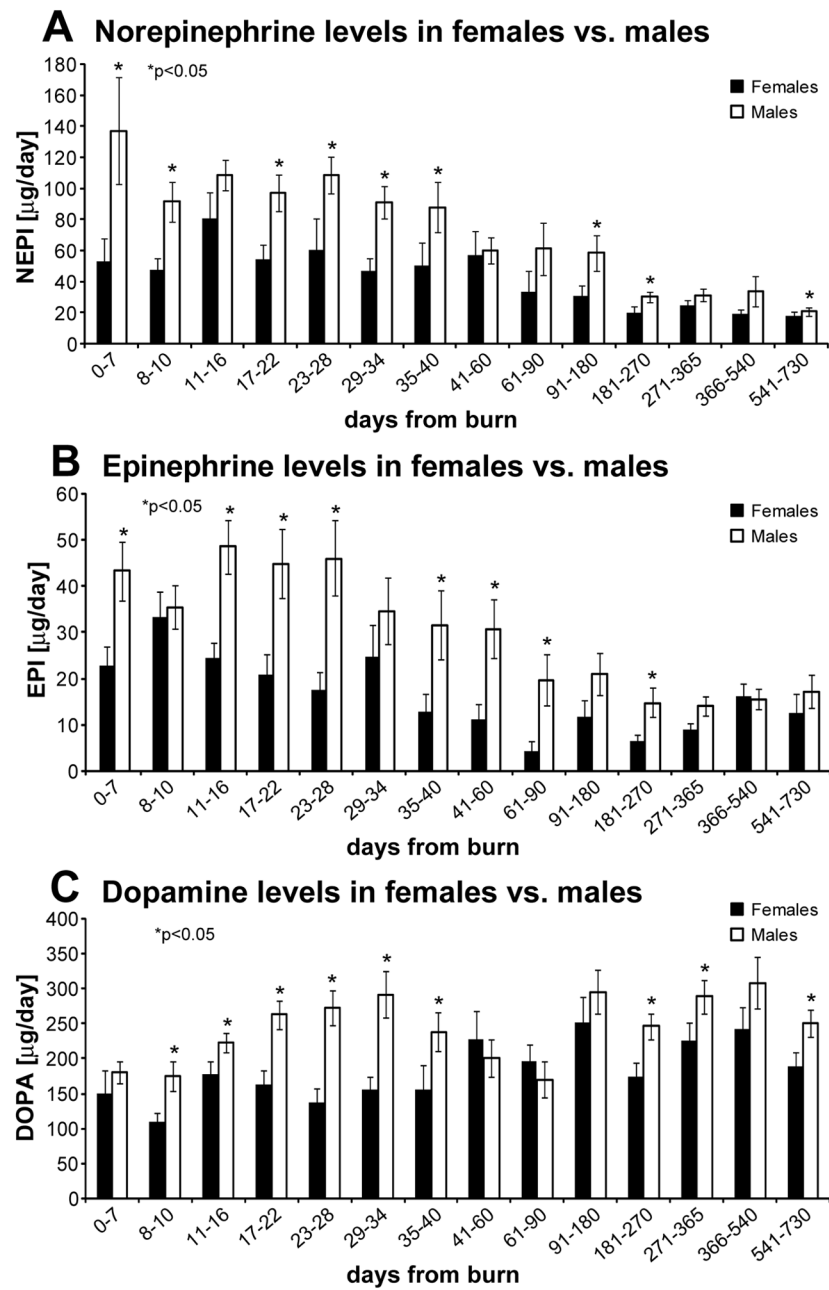 A Norepinephrine levels in females vs. males
*p<0.05
Females
Males
NEPI [µg/day]
180
160
140
120
100
80
60
40
20
0
* * * * * * * * *
0-7 8-10 11-16 17-22 23-28 29-34 35-40 41-60 61-90 91-180 181-270 271-365 366-540 541-730
days from burn
B Epinephrine levels in females vs. males
*p<0.05
Females
Males
EPI [µg/day]
60
50
40
30
20
10
0
* * * * * * * *
0-7 8-10 11-16 17-22 23-28 29-34 35-40 41-60 61-90 91-180 181-270 271-365 366-540 541-730
days from burn
C Dopamine levels in females vs. males
*p<0.05
Females
Males
DOPA [µg/day]
400
350
300
250
200
150
100
50
0
* * * * * * * * *
0-7 8-10 11-16 17-22 23-28 29-34 35-40 41-60 61-90 91-180 181-270 271-365 366-540 541-730
days from burn